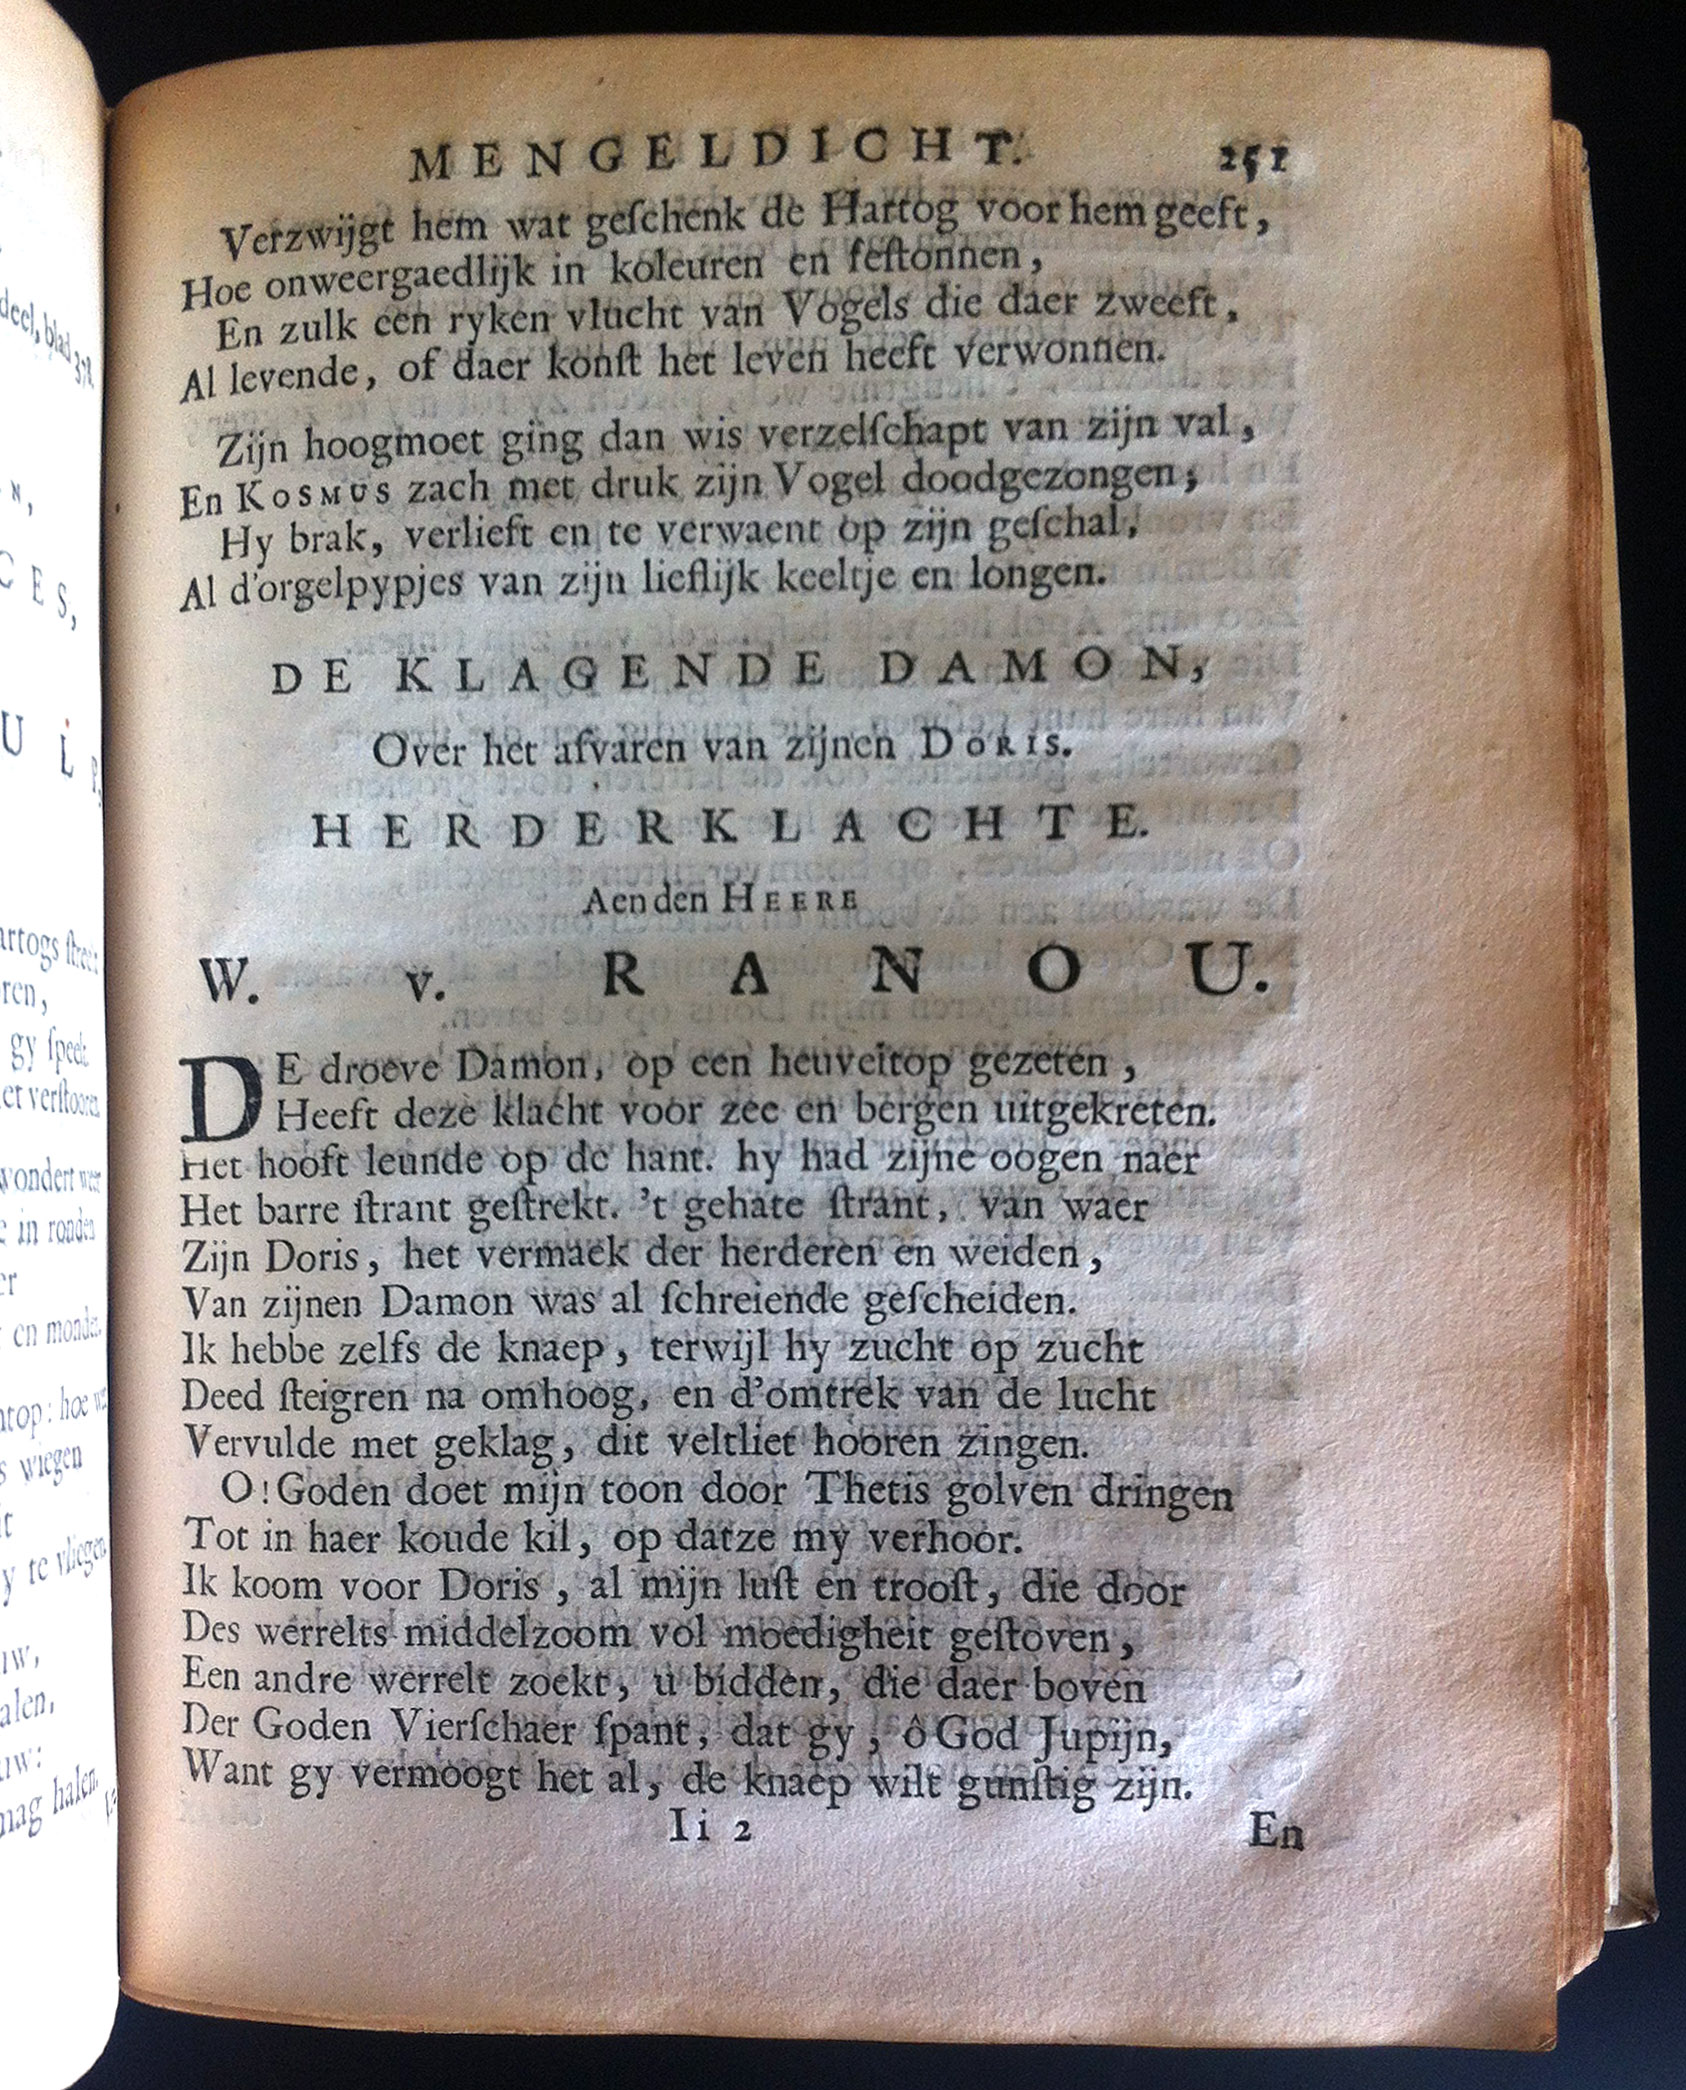 MENGELDICHT. 251
Verzwijgt hem wat geſchenk de Hartog voor hem geeft,
Hoe onweergaedlijk in koleuren en feſtonnen,
En zulk een ryken vlucht van Vogels die daer zweeft,
Al levende, of daer konſt het leven heeft verwonnen.
Zijn hoogmoet ging dan wis verzelſchapt van zijn val,
En KOSMUS zach met druk zijn Vogel doodgezongen;
Hy brak, verlieft en te verwaent op zijn geſchal,
Al d'orgelpypjes van zijn lieflijk keeltje en longen.
DE KLAGENDE DAMON,
Over het afvaren van zijnen DORIS.
HERDERKLACHTE.
Aen den HEERE
W. v. RANOU.
DE droeve Damon, op een heuveltop gezeten,
Heeft deze klacht voor zee en bergen uitgekreten.
Het hooft leunde op de hant. hy had zijne oogen naer
Het barre ſtrant geſtrekt. 't gehate ſtrant, van waer
Zijn Doris, het vermaek der herderen en weiden,
Van zijnen Damon was al ſchreiende geſcheiden.
Ik hebbe zelfs de knaep, terwijl hy zucht op zucht
Deed ſteigren na omhoog, en d'omtrek van de lucht
Vervulde met geklag, dit veltliet hooren zingen.
O! Goden doet mijn toon door Thetis golven dringen
Tot in haer koude kil, op datze my verhoor.
Ik koom voor Doris, al mijn luſt en trooſt, die door
Des werrelts middelzoom vol moedigheit geſtoven,
Een andre werrelt zoekt, u bidden, die daer boven
Der Goden Vierſchaer ſpant, dat gy, ô God Jupijn,
Want gy vermoogt het al, de knaep wilt gunſtig zijn.
Ii 2 En